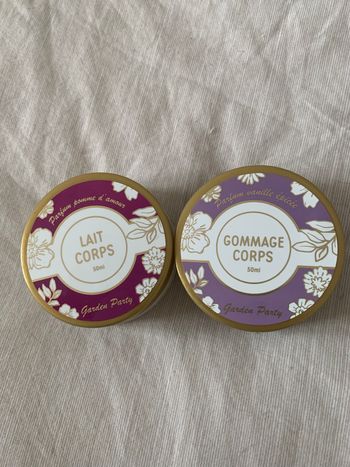 Parfum pomme d'amour
LAIT
CORPS
50ml
Garden Party
Parfum vanille épicée
GOMMAGE
CORPS
50ml
Garden Party